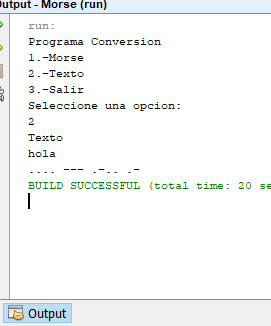 Output - Morse (run)
run:
Programa Conversion
1.-Morse
2.-Texto
3.-Salir
Seleccione una opcion:
2
Texto
hola
.... --- .-.. .-
BUILD SUCCESSFUL (total time: 20 se
Output